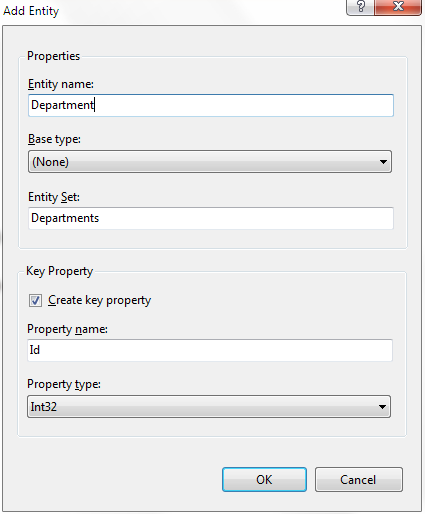 Add Entity
?
Properties
Entity name:
Department
Base type:
(None)
Entity Set:
Departments
Key Property
Create key property
Property name:
Id
Property type:
Int32
OK
Cancel